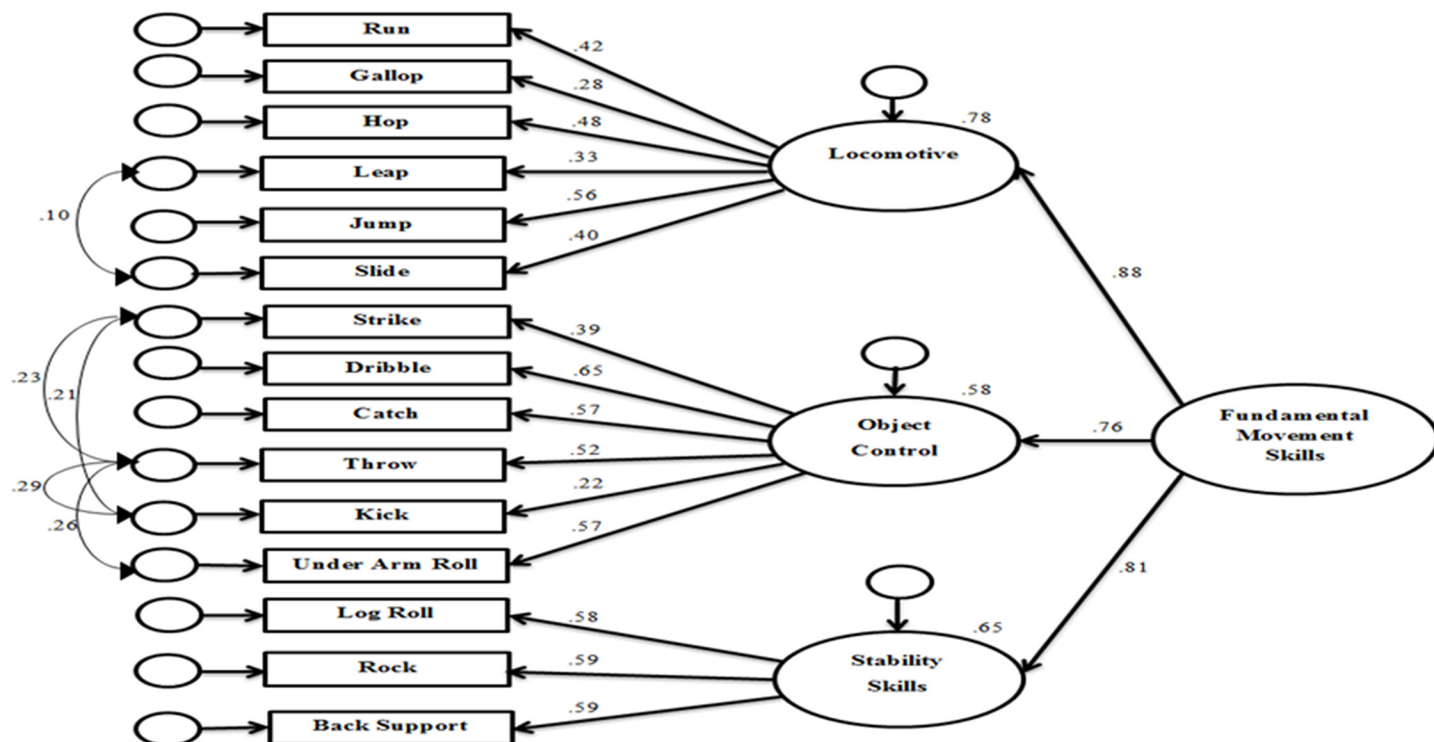 Run
.42
Gallop
.28
.78
Hop
.48
Locomotive
Leap
.33
.10
Jump
.56
Slide
.40
.88
Strike
.39
Dribble
.65
.23
.21
.58
Catch
.57
Object
Control
.76
Fundamental
Movement
Skills
Throw
.52
.29
Kick
.22
.26
Under Arm Roll
.57
.81
Log Roll
.58
.65
Rock
.59
Stability
Skills
Back Support
.59